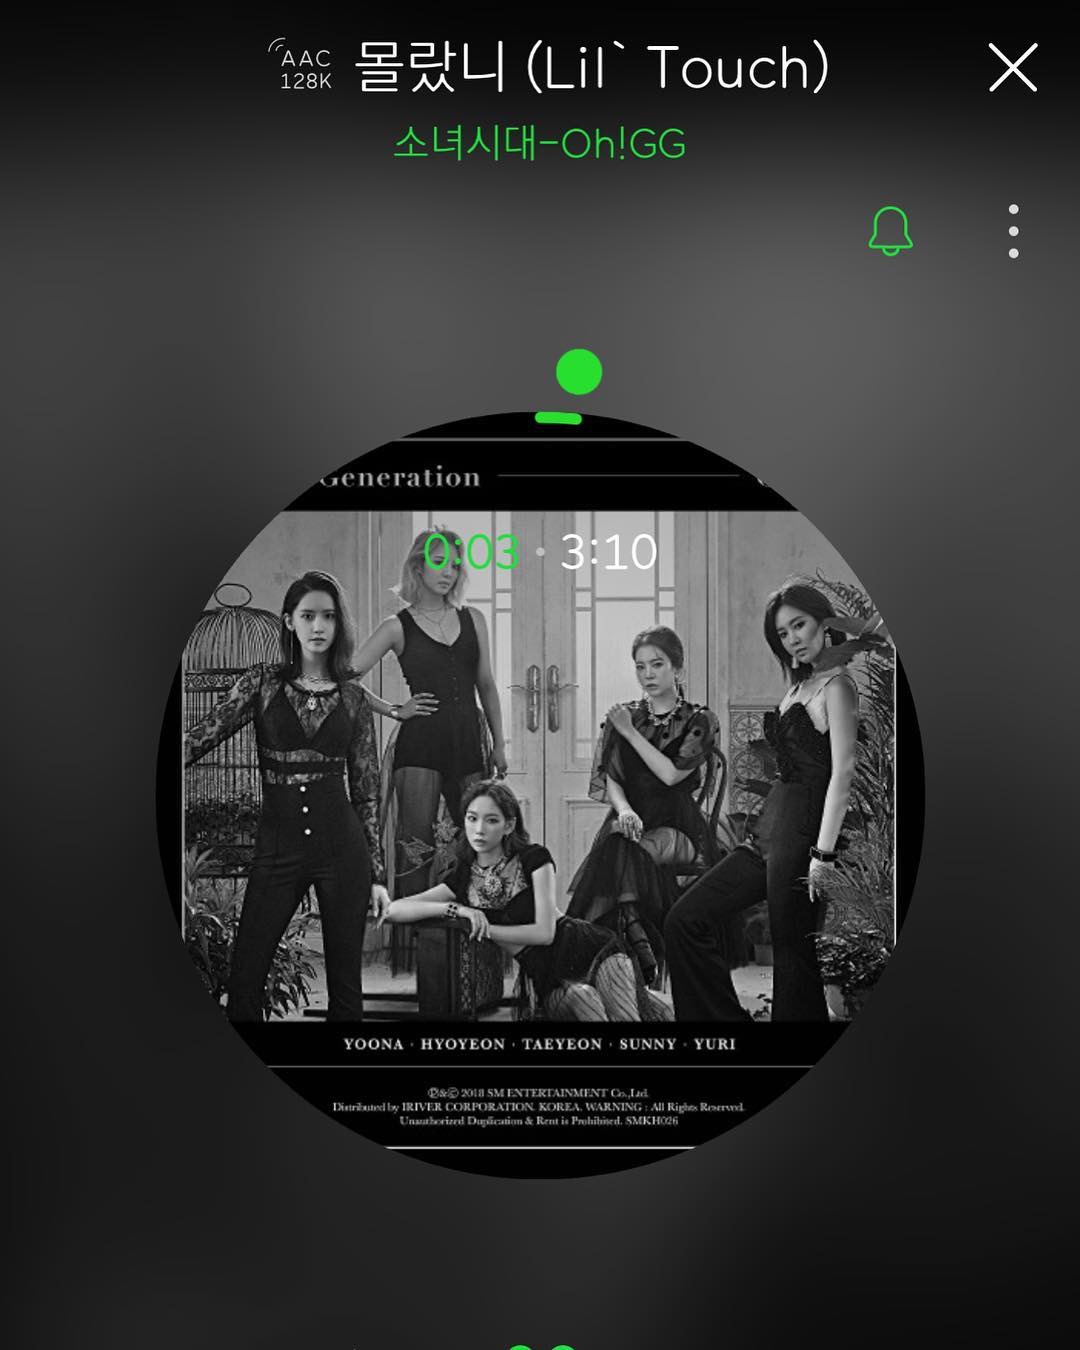 AAC
128K
몰랐니 (Lil` Touch)
소녀시대-Oh!GG
Generation
0:03 · 3:10
YOONA · HYOYEON · TAEYEON · SUNNY · YURI
Ⓟ&Ⓒ 2018 SM ENTERTAINMENT Co.,Ltd.
Distributed by IRIVER CORPORATION. KOREA. WARNING : All Rights Reserved.
Unauthorized Duplication & Rent is Prohibited. SMKH026